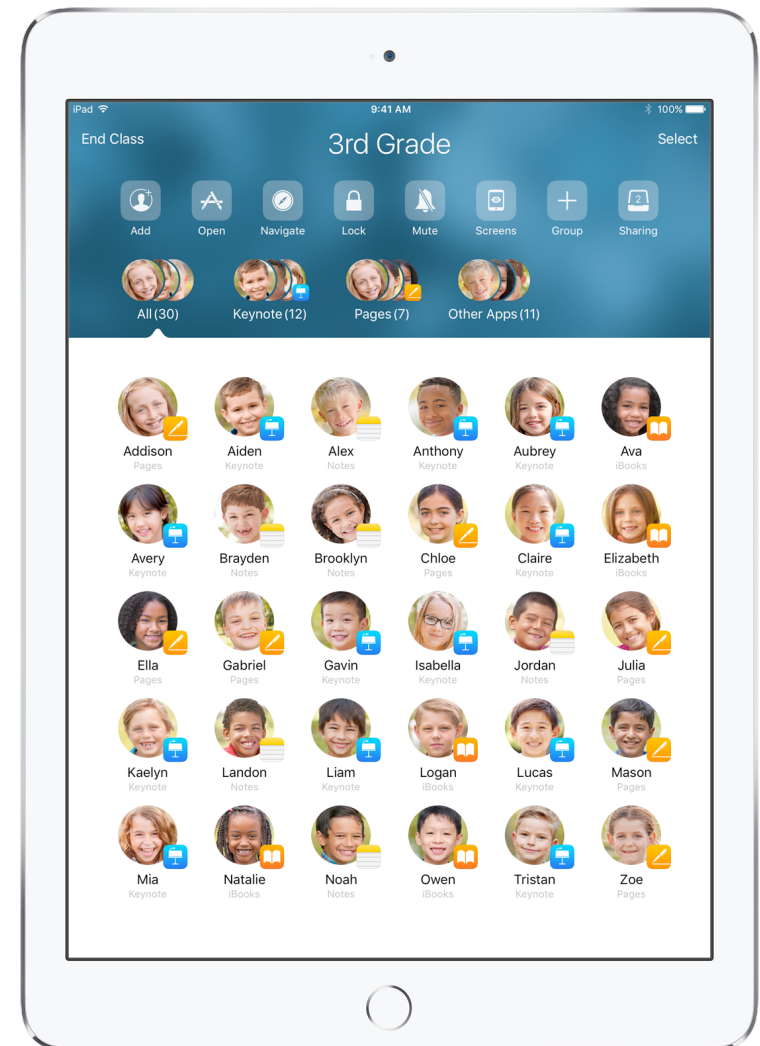 iPad 9:41 AM 100%
End Class 3rd Grade Select
Add Open Navigate Lock Mute Screens Group 2 Sharing
All (30) Keynote (12) Pages (7) Other Apps (11)
Addison Aiden Alex Anthony Aubrey Ava
Pages Keynote Notes Keynote Keynote iBooks
Avery Brayden Brooklyn Chloe Claire Elizabeth
Keynote Notes Notes Pages Keynote iBooks
Ella Gabriel Gavin Isabella Jordan Julia
Pages Pages Keynote Keynote Notes Pages
Kaelyn Landon Liam Logan Lucas Mason
Keynote Notes Keynote iBooks Keynote Pages
Mia Natalie Noah Owen Tristan Zoe
Keynote iBooks Notes iBooks Keynote Pages